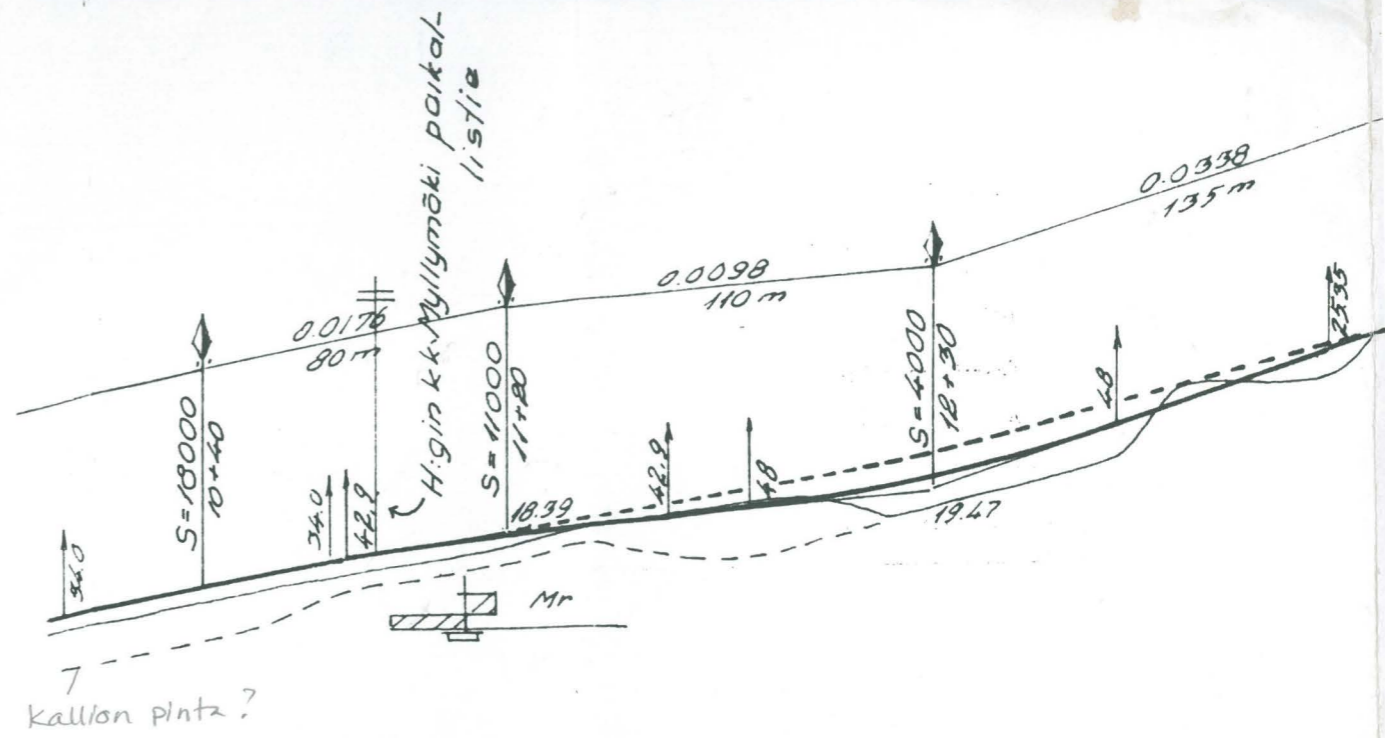 H:gin kk.Myllymäki paikal-
listie
0.0338
135 m
0.0098
110 m
0.0176
80 m
S=18000
10+40
S=11000
11+20
S=4000
12+30
34.0
34.0
42.9
18.39
42.9
48
48
25.35
19.47
Mr
Kallion pinta?